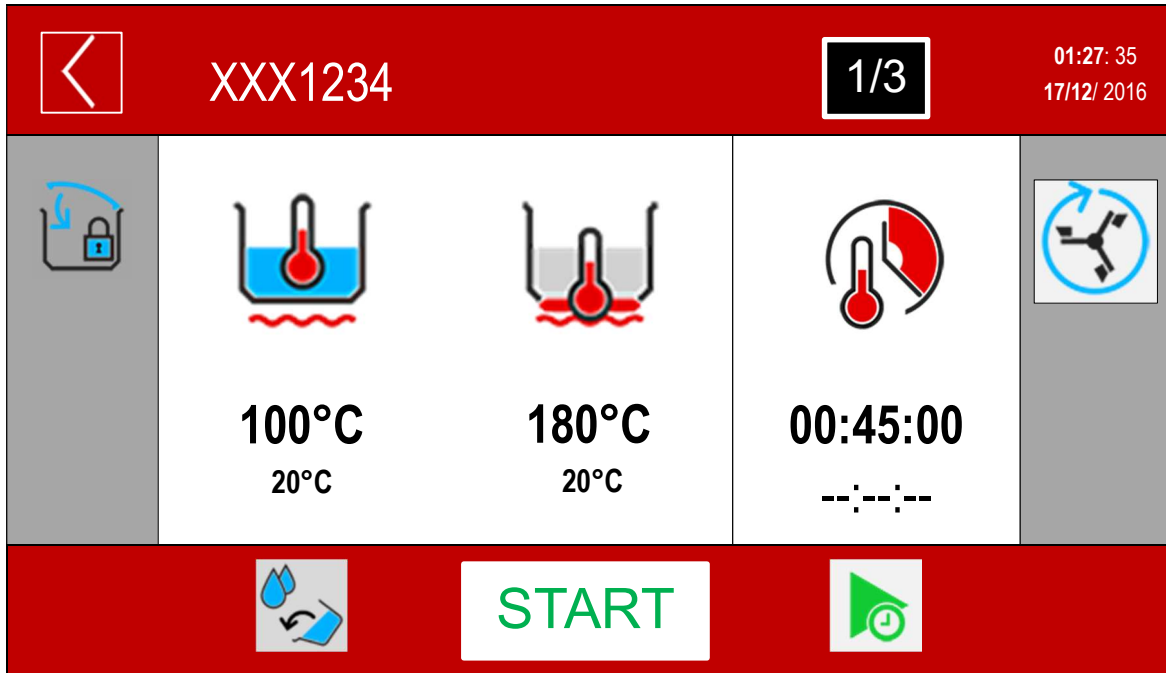 XXX1234
1/3
01:27: 35
17/12/ 2016
100°C
180°C
00:45:00
20°C
20°C
--:--:--
START